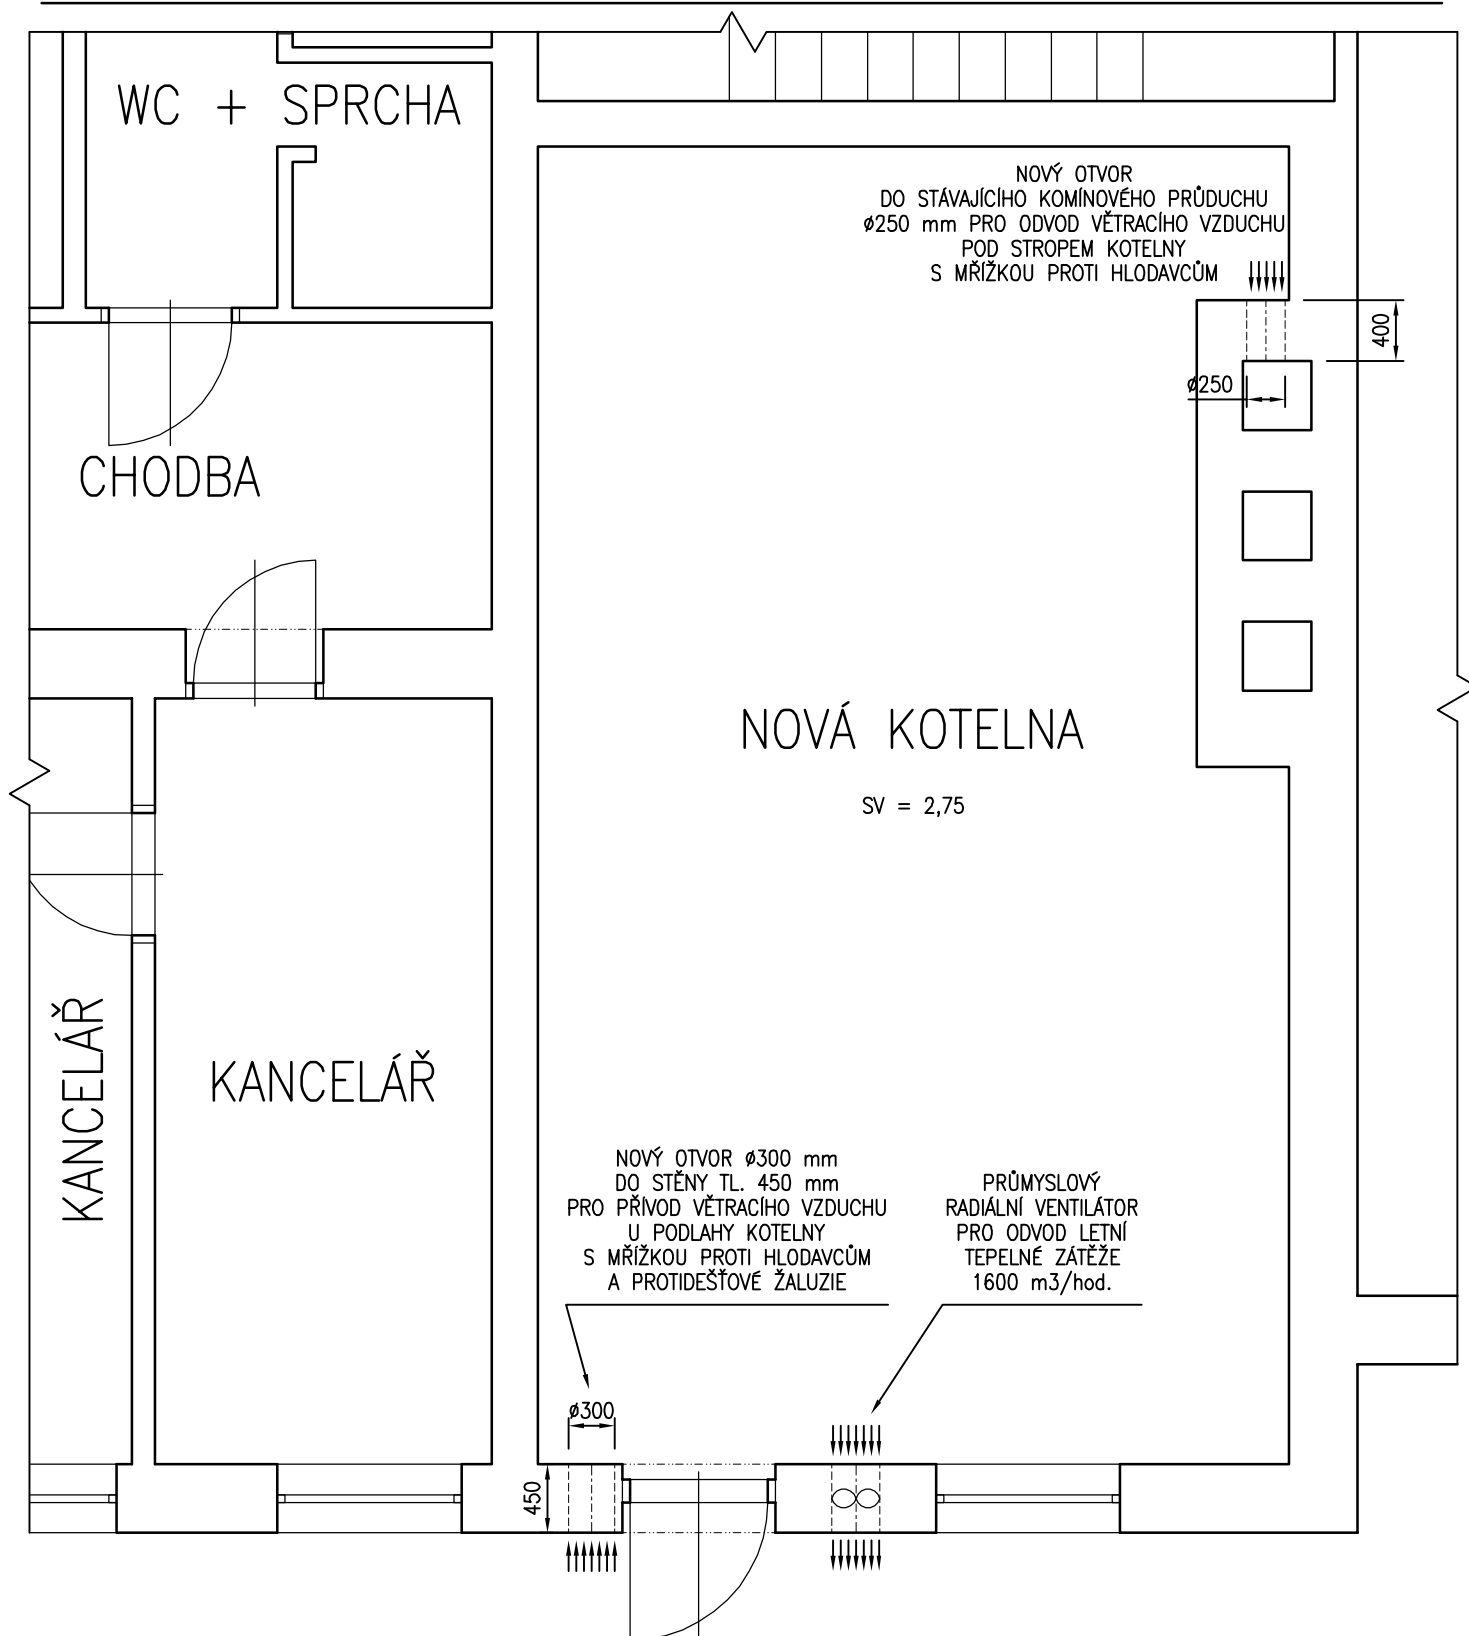 WC + SPRCHA
NOVÝ OTVOR
DO STÁVAJÍCÍHO KOMÍNOVÉHO PRŮDUCHU
ø250 mm PRO ODVOD VĚTRACÍHO VZDUCHU
POD STROPEM KOTELNY
S MŘÍŽKOU PROTI HLODAVCŮM
400
ø250
CHODBA
NOVÁ KOTELNA
SV = 2,75
KANCELÁŘ
KANCELÁŘ
NOVÝ OTVOR ø300 mm
DO STĚNY TL. 450 mm
PRO PŘÍVOD VĚTRACÍHO VZDUCHU
U PODLAHY KOTELNY
S MŘÍŽKOU PROTI HLODAVCŮM
A PROTIDEŠŤOVÉ ŽALUZIE
PRŮMYSLOVÝ
RADIÁLNÍ VENTILÁTOR
PRO ODVOD LETNÍ
TEPELNÉ ZÁTĚŽE
1600 m3/hod.
ø300
450